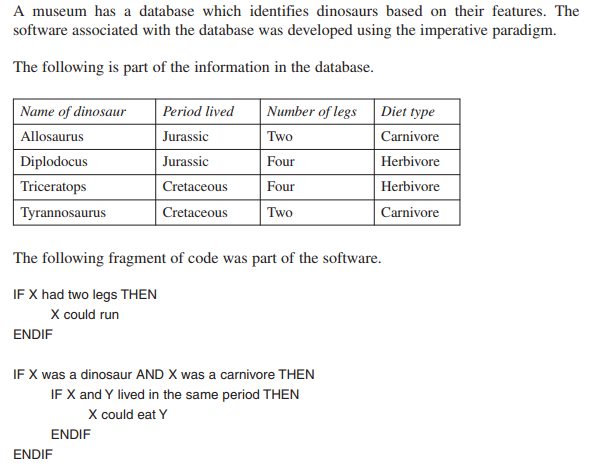 A museum has a database which identifies dinosaurs based on their features. The
software associated with the database was developed using the imperative paradigm.
The following is part of the information in the database.
Name of dinosaur Period lived Number of legs Diet type
Allosaurus Jurassic Two Carnivore
Diplodocus Jurassic Four Herbivore
Triceratops Cretaceous Four Herbivore
Tyrannosaurus Cretaceous Two Carnivore
The following fragment of code was part of the software.
IF X had two legs THEN
X could run
ENDIF
IF X was a dinosaur AND X was a carnivore THEN
IF X and Y lived in the same period THEN
X could eat Y
ENDIF
ENDIF